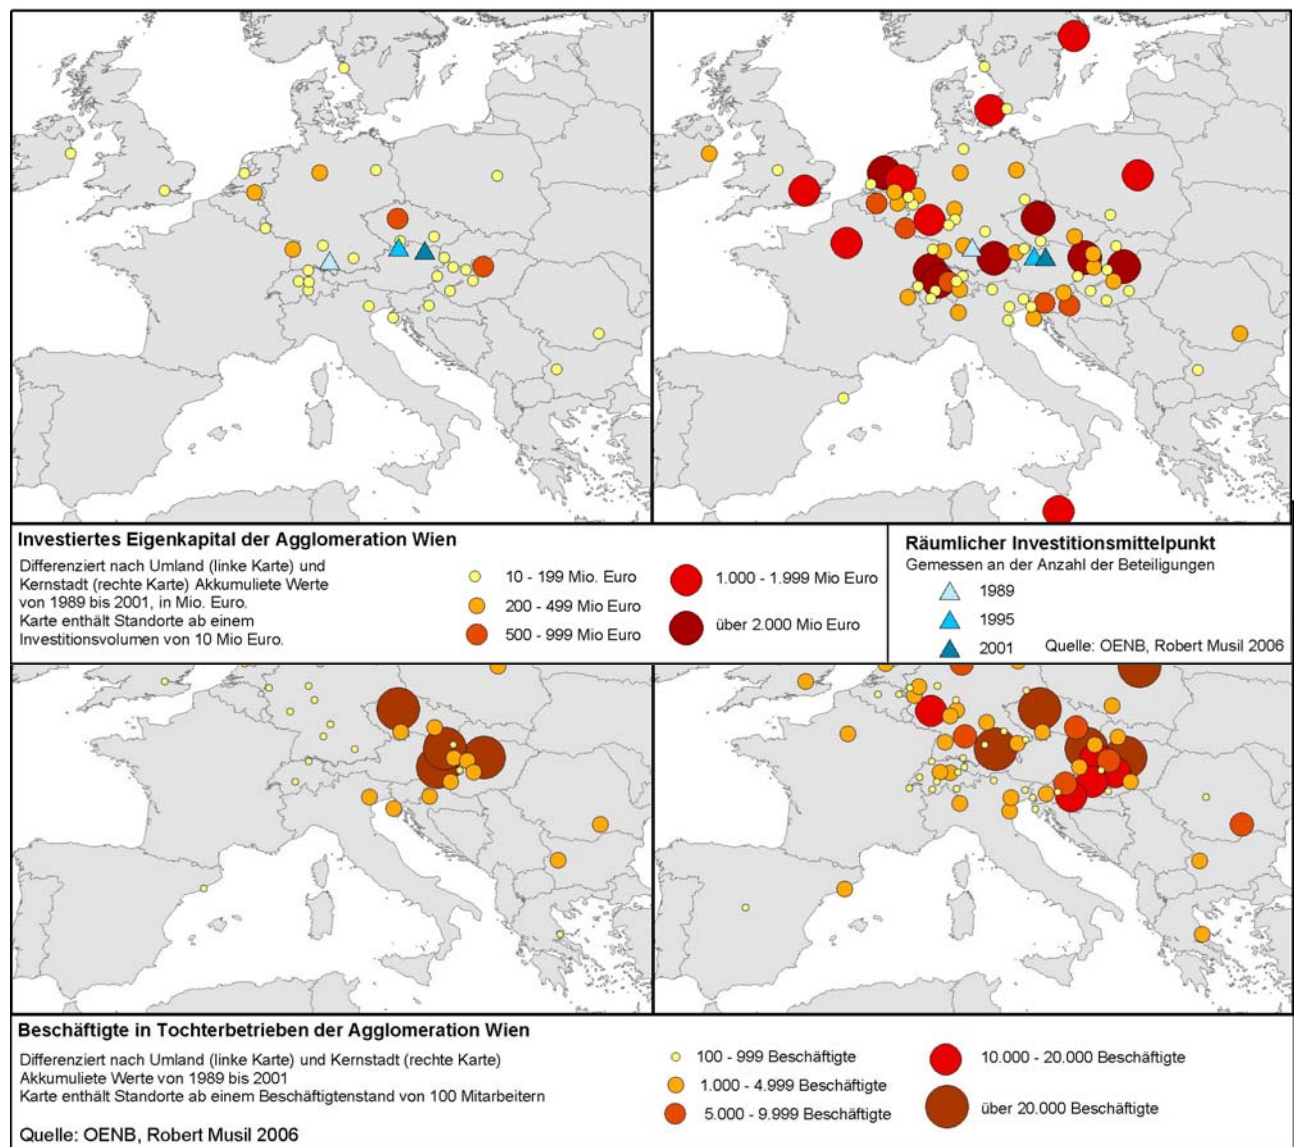 Investiertes Eigenkapital der Agglomeration Wien
Differenziert nach Umland (linke Karte) und
Kernstadt (rechte Karte) Akkumuliete Werte
von 1989 bis 2001, in Mio. Euro.
Karte enthält Standorte ab einem
Investitionsvolumen von 10 Mio Euro.
10 - 199 Mio. Euro
200 - 499 Mio Euro
500 - 999 Mio Euro
1.000 - 1.999 Mio Euro
über 2.000 Mio Euro
Räumlicher Investitionsmittelpunkt
Gemessen an der Anzahl der Beteiligungen
1989
1995
2001
Quelle: OENB, Robert Musil 2006
Beschäftigte in Tochterbetrieben der Agglomeration Wien
Differenziert nach Umland (linke Karte) und Kernstadt (rechte Karte)
Akkumuliete Werte von 1989 bis 2001
Karte enthält Standorte ab einem Beschäftigtenstand von 100 Mitarbeitern
Quelle: OENB, Robert Musil 2006
100 - 999 Beschäftigte
1.000 - 4.999 Beschäftigte
5.000 - 9.999 Beschäftigte
10.000 - 20.000 Beschäftigte
über 20.000 Beschäftigte